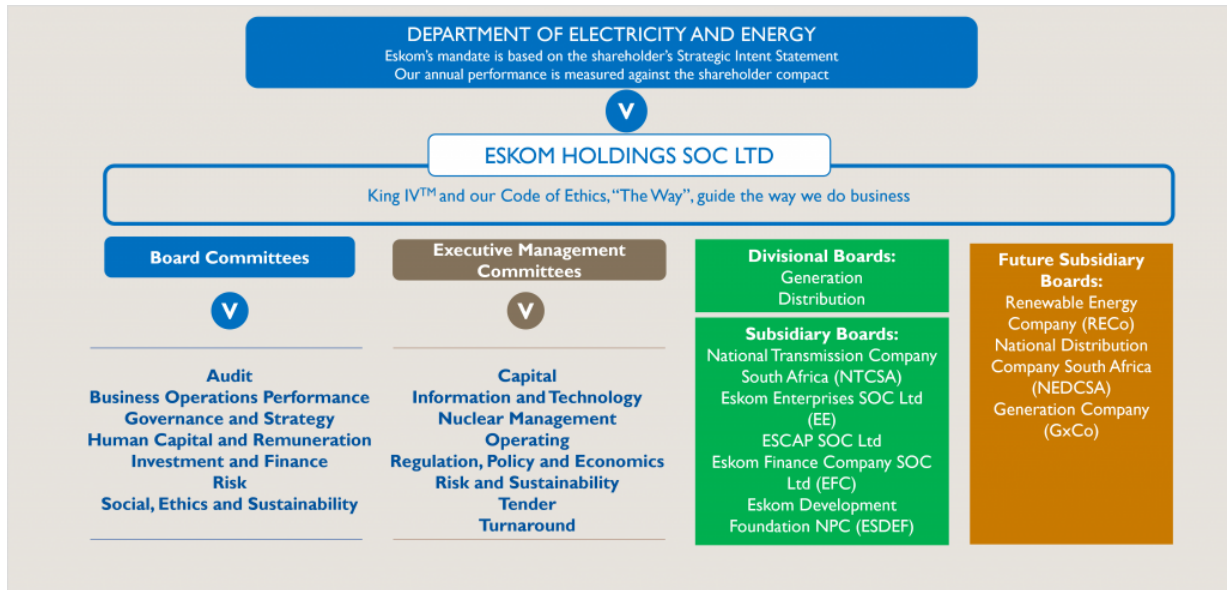 DEPARTMENT OF ELECTRICITY AND ENERGY
Eskom's mandate is based on the shareholder's Strategic Intent Statement
Our annual performance is measured against the shareholder compact
V
ESKOM HOLDINGS SOC LTD
King IV™ and our Code of Ethics, "The Way", guide the way we do business
Board Committees
V
Audit
Business Operations Performance
Governance and Strategy
Human Capital and Remuneration
Investment and Finance
Risk
Social, Ethics and Sustainability
Executive Management
Committees
V
Capital
Information and Technology
Nuclear Management
Operating
Regulation, Policy and Economics
Risk and Sustainability
Tender
Turnaround
Divisional Boards:
Generation
Distribution
Subsidiary Boards:
National Transmission Company
South Africa (NTCSA)
Eskom Enterprises SOC Ltd
(EE)
ESCAP SOC Ltd
Eskom Finance Company SOC
Ltd (EFC)
Eskom Development
Foundation NPC (ESDEF)
Future Subsidiary
Boards:
Renewable Energy
Company (RECo)
National Distribution
Company South Africa
(NEDCSA)
Generation Company
(GxCo)